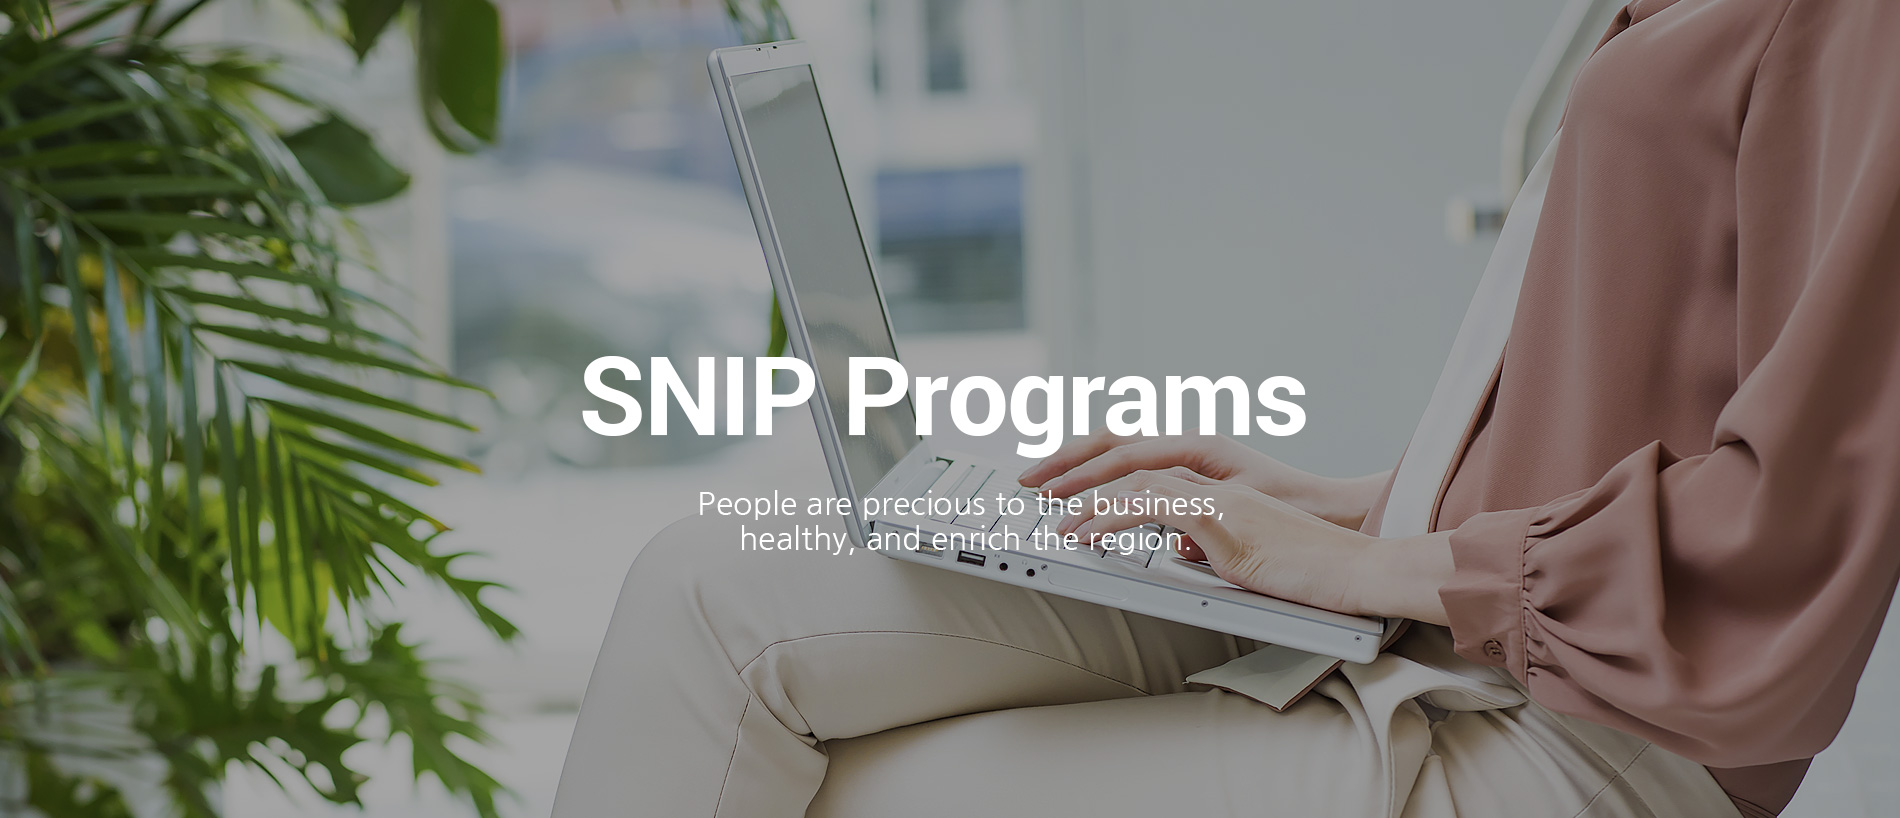 SNIP Programs
People are precious to the business,
healthy, and enrich the region.